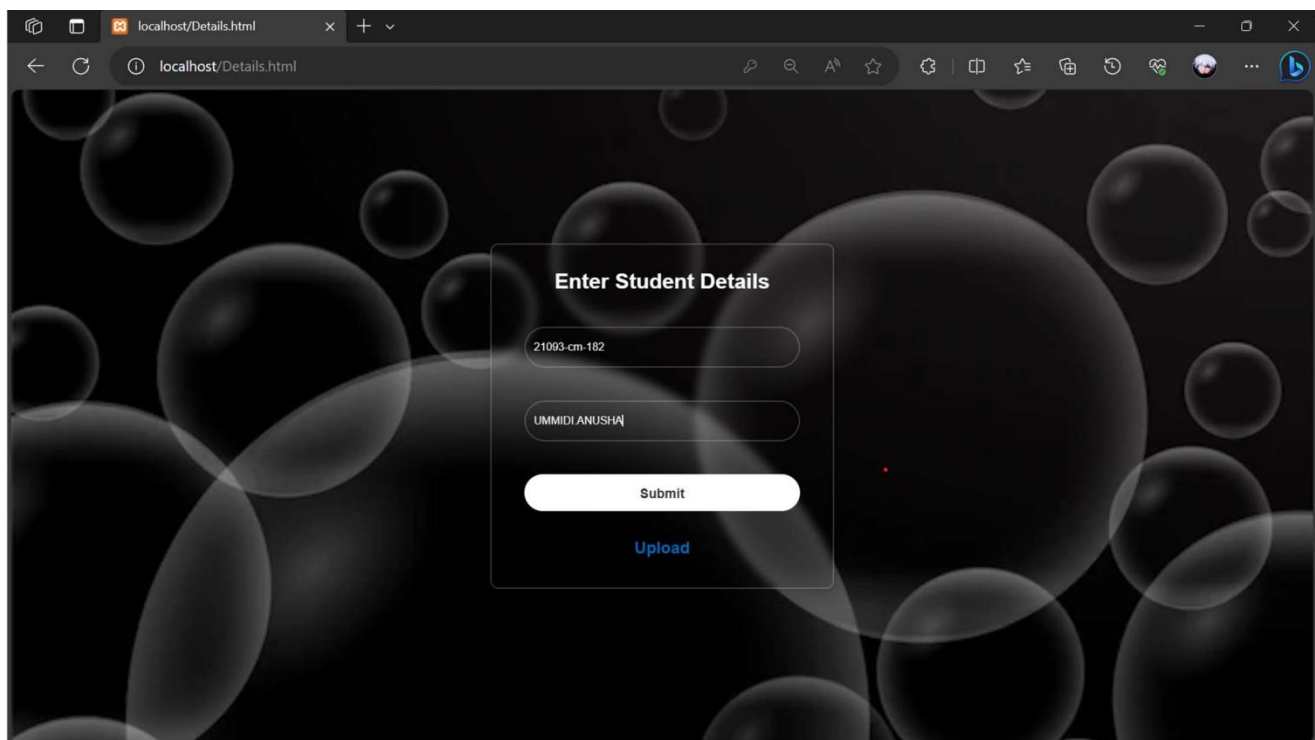 localhost/Details.html
localhost/Details.html
Enter Student Details
21093-cm-182
UMMIDI.ANUSHA
Submit
Upload